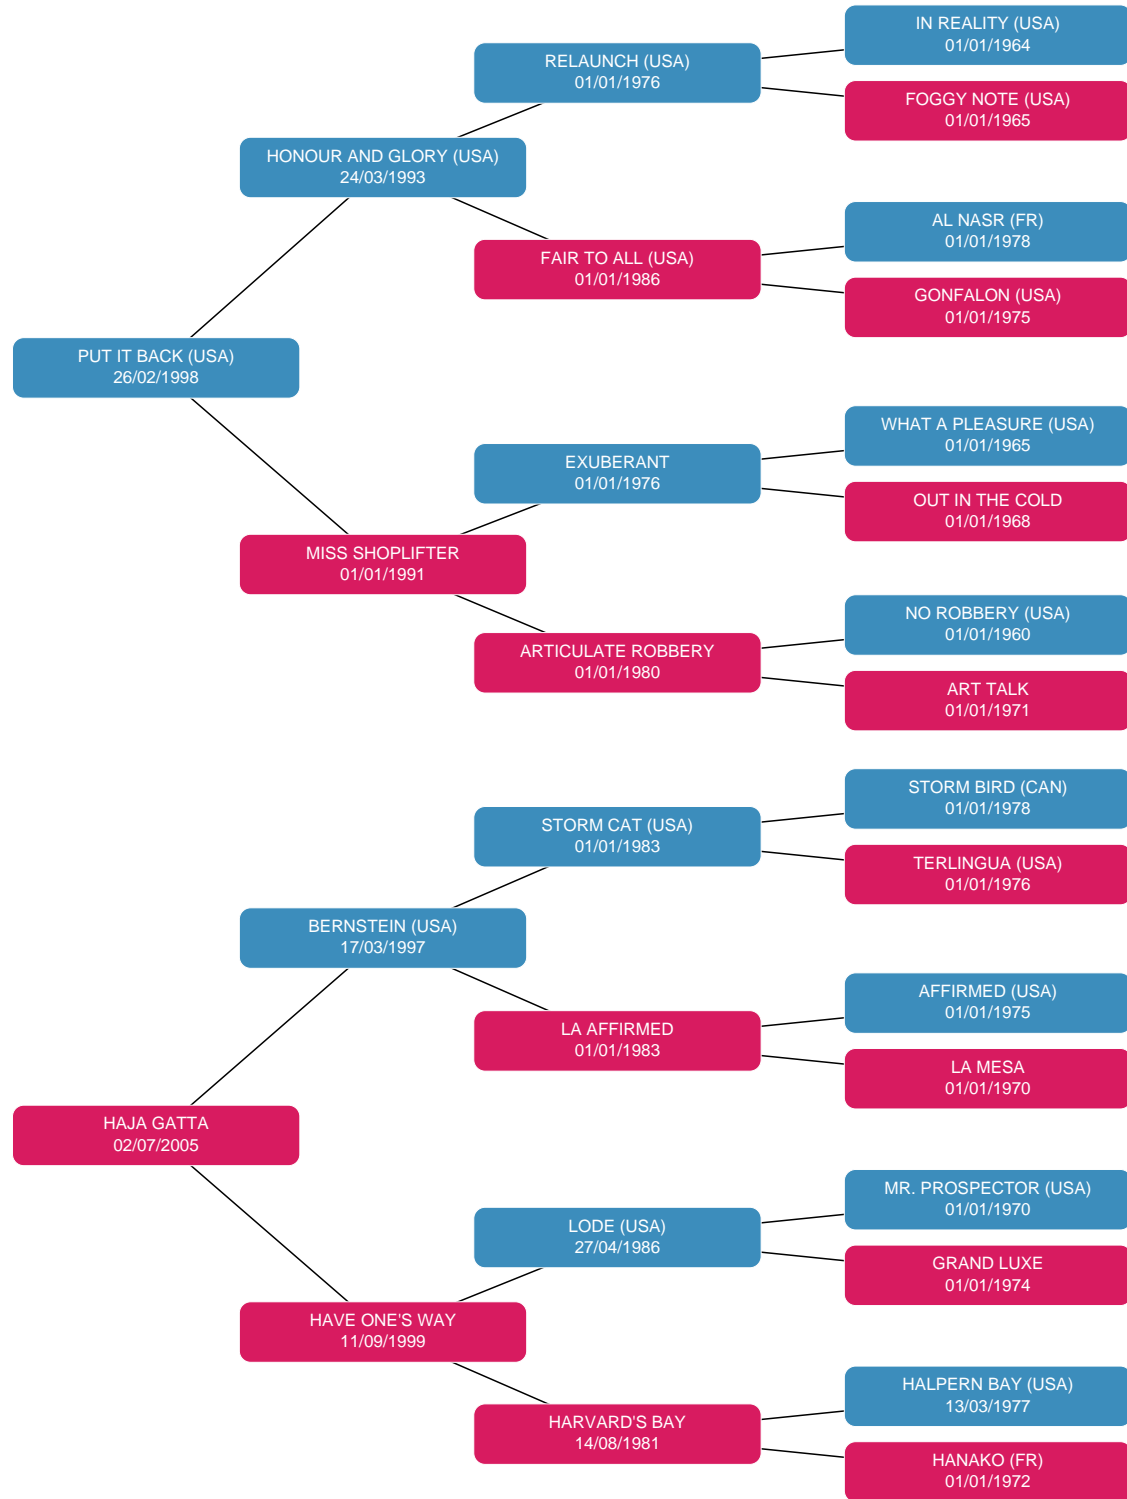 IN REALITY (USA)
01/01/1964
RELAUNCH (USA)
01/01/1976
FOGGY NOTE (USA)
01/01/1965
HONOUR AND GLORY (USA)
24/03/1993
AL NASR (FR)
01/01/1978
FAIR TO ALL (USA)
01/01/1986
GONFALON (USA)
01/01/1975
PUT IT BACK (USA)
26/02/1998
WHAT A PLEASURE (USA)
01/01/1965
EXUBERANT
01/01/1976
OUT IN THE COLD
01/01/1968
MISS SHOPLIFTER
01/01/1991
NO ROBBERY (USA)
01/01/1960
ARTICULATE ROBBERY
01/01/1980
ART TALK
01/01/1971
STORM BIRD (CAN)
01/01/1978
STORM CAT (USA)
01/01/1983
TERLINGUA (USA)
01/01/1976
BERNSTEIN (USA)
17/03/1997
AFFIRMED (USA)
01/01/1975
LA AFFIRMED
01/01/1983
LA MESA
01/01/1970
HAJA GATTA
02/07/2005
MR. PROSPECTOR (USA)
01/01/1970
LODE (USA)
27/04/1986
GRAND LUXE
01/01/1974
HAVE ONE'S WAY
11/09/1999
HALPERN BAY (USA)
13/03/1977
HARVARD'S BAY
14/08/1981
HANAKO (FR)
01/01/1972